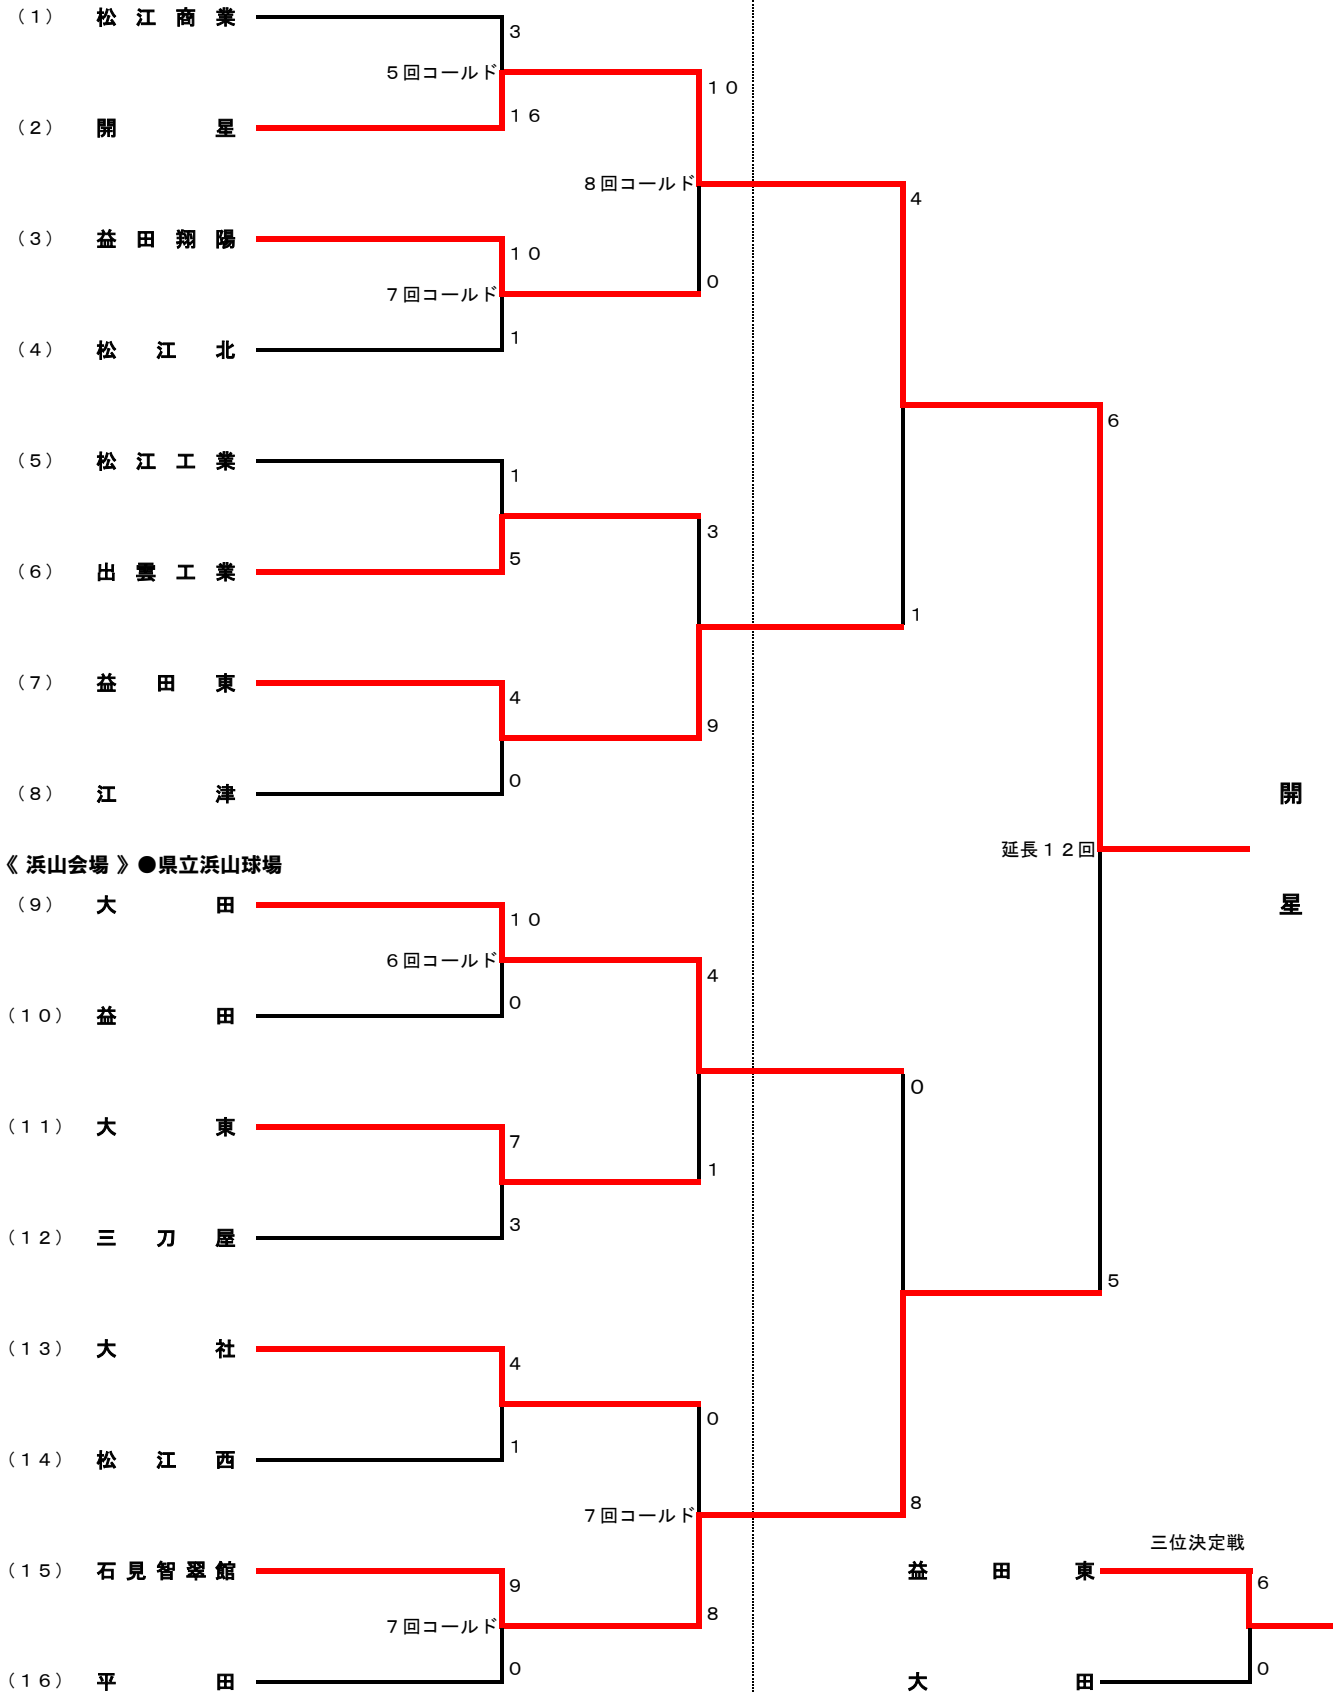 （１） 松江商業
3
５回コールド
１０
１６
（２） 開星
８回コールド
4
（３） 益田翔陽
１０
７回コールド
0
1
（４） 松江北
6
（５） 松江工業
1
3
5
（６） 出雲工業
1
（７） 益田東
4
9
0
（８） 江津
開星
延長１２回
《 浜山会場 》●県立浜山球場
（９） 大田
１０
６回コールド
4
0
（１０） 益田
0
（１１） 大東
7
1
3
（１２） 三刀屋
5
（１３） 大社
4
0
1
（１４） 松江西
8
７回コールド
三位決定戦
（１５） 石見智翠館
益田東
9
6
8
７回コールド
0
0
（１６） 平田
大田